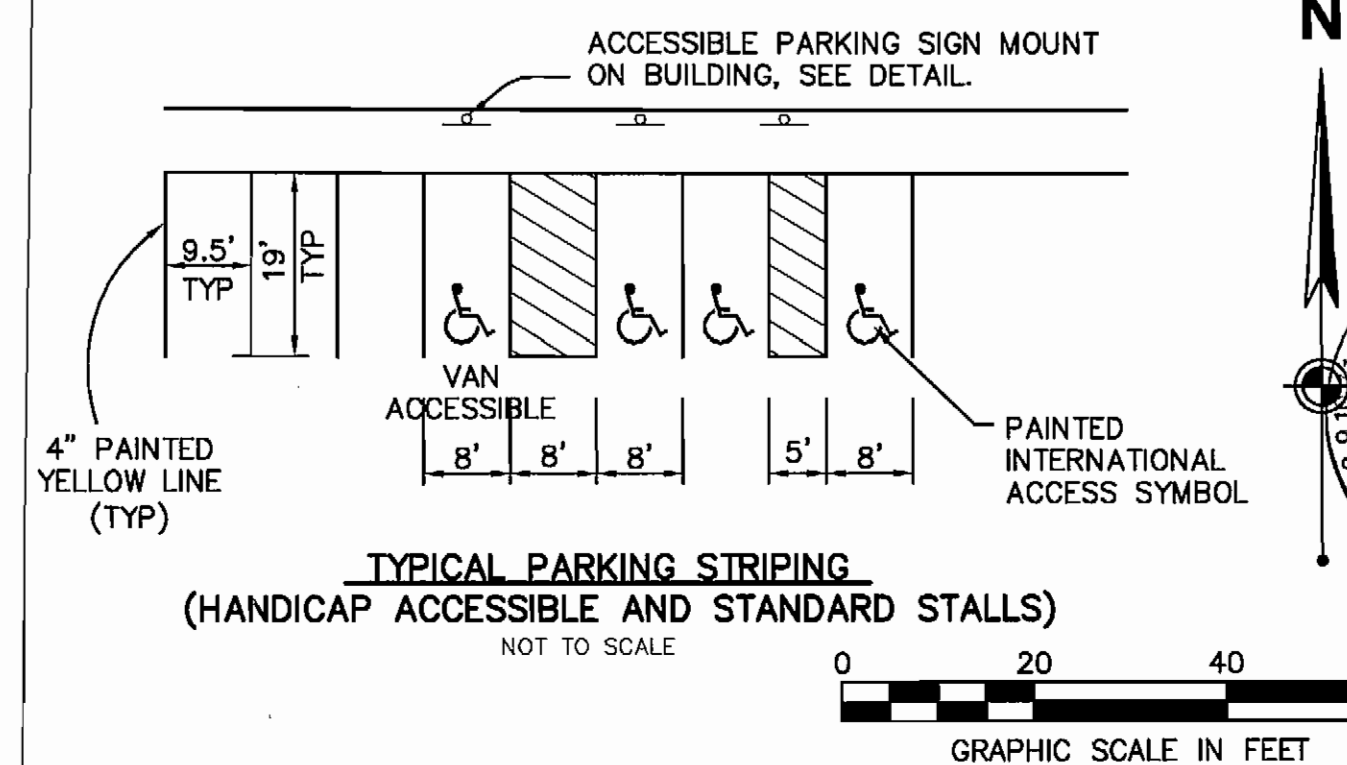 N
ACCESSIBLE PARKING SIGN MOUNT
ON BUILDING, SEE DETAIL.
9.5'
TYP
19'
TYP
VAN
ACCESSIBLE
4" PAINTED
YELLOW LINE
(TYP)
8'
8'
8'
5'
8'
PAINTED
INTERNATIONAL
ACCESS SYMBOL
TYPICAL PARKING STRIPING
(HANDICAP ACCESSIBLE AND STANDARD STALLS)
NOT TO SCALE
0 20 40
GRAPHIC SCALE IN FEET